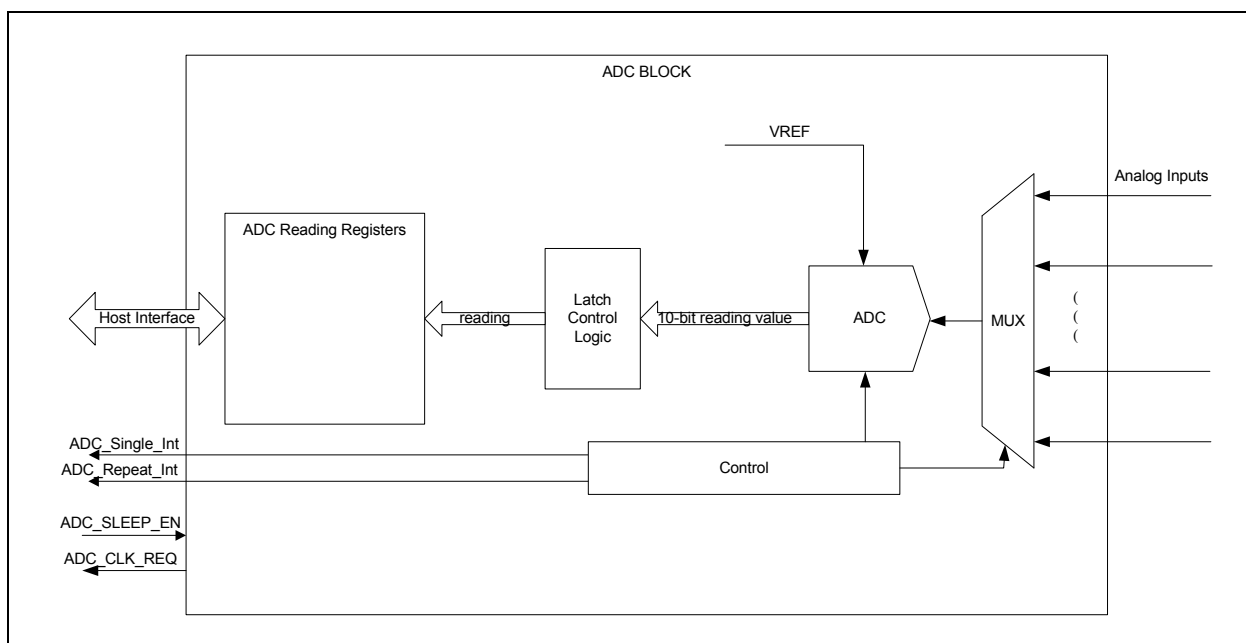 ADC BLOCK
VREF
Analog Inputs
ADC Reading Registers
Host Interface
reading
Latch
Control
Logic
10-bit reading value
ADC
MUX
(
(
(
ADC_Single_Int
ADC_Repeat_Int
Control
ADC_SLEEP_EN
ADC_CLK_REQ